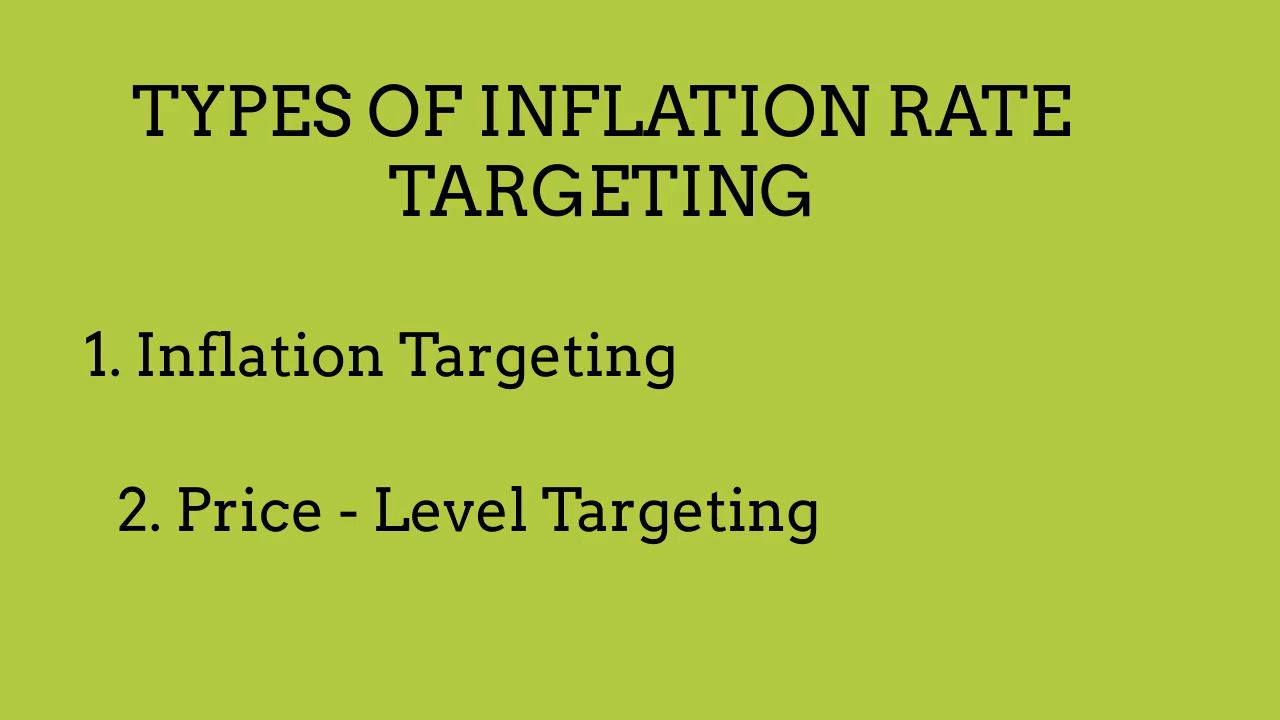 TYPES OF INFLATION RATE
TARGETING
1. Inflation Targeting
2. Price - Level Targeting